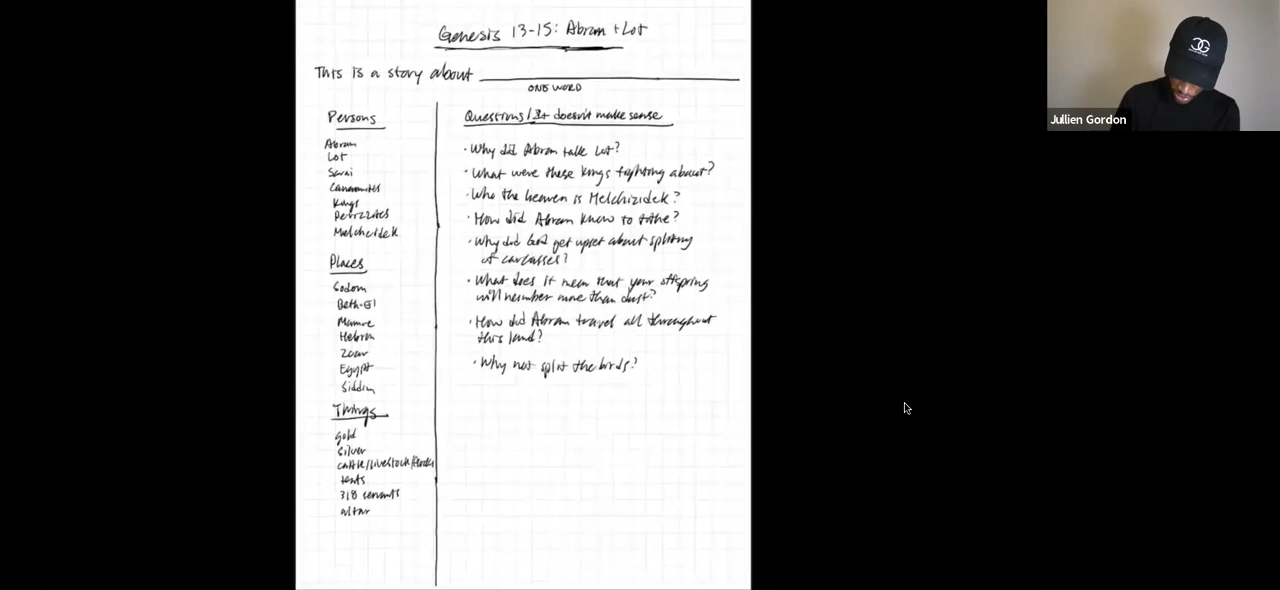 Genesis 13-15: Abram + Lot
This is a story about
ONE WORD
Persons
Abram
Lot
Sarai
Canaanites
Kings
Perizzites
Melcheidek
Places
Sodom
Beth-El
Mamre
Hebron
Zoar
Egypt
Siddim
Things
gold
silver
cattle/livestock/flocks
tents
318 servants
altar
Questions/ doesn't make sense
• Why did Abram take Lot?
• What were these kings fighting about?
• Who the heaven is Melchizidek?
• How did Abram know to tithe?
• Why did God get upset about splitting
of carcasses?
• What does it mean that your offspring
will number more than dust?
• How did Abram travel all throughout
this land?
• Why not split the birds?
Jullien Gordon